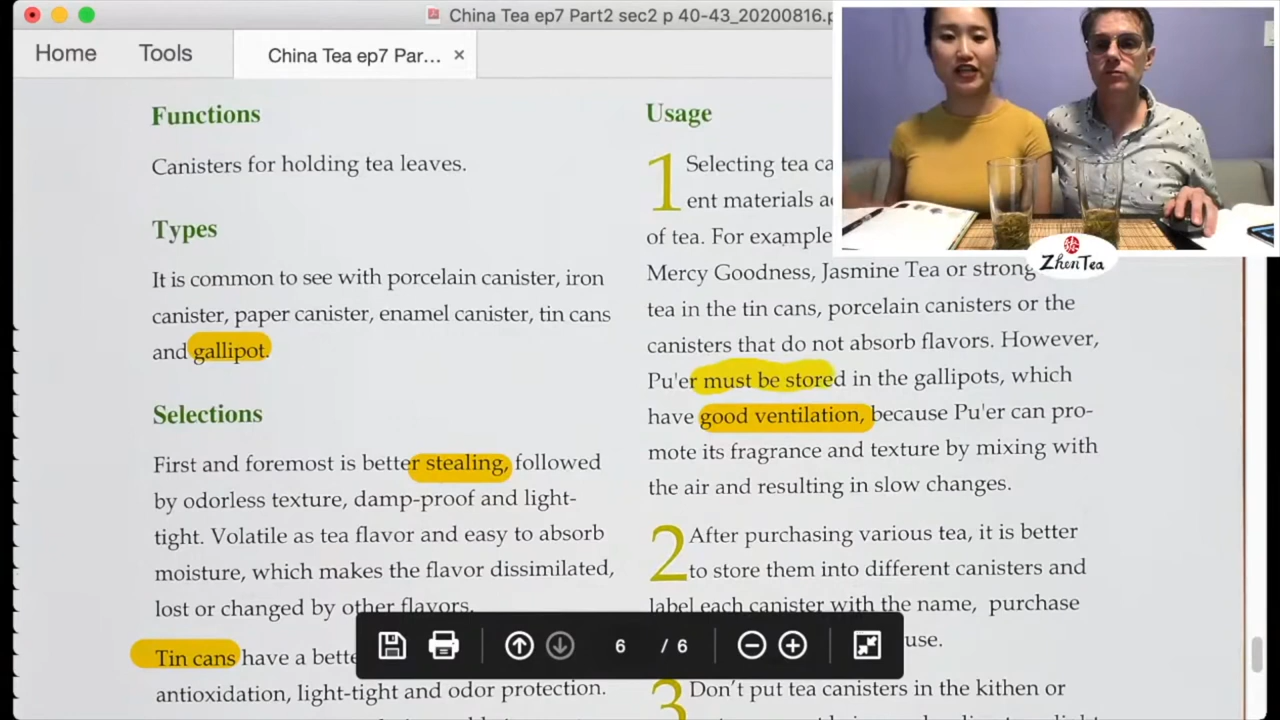 China Tea ep7 Part2 sec2 p 40-43_20200816.p
Home
Tools
China Tea ep7 Par...
Functions
Canisters for holding tea leaves.
Types
It is common to see with porcelain canister, iron
canister, paper canister, enamel canister, tin cans
and gallipot.
Selections
First and foremost is better stealing, followed
by odorless texture, damp-proof and light-
tight. Volatile as tea flavor and easy to absorb
moisture, which makes the flavor dissimilated,
lost or changed by other flavors.
Tin cans have a bette
antioxidation, light-tight and odor protection.
Usage
1 Selecting tea ca
ent materials a
of tea. For example
Mercy Goodness, Jasmine Tea or strong
tea in the tin cans, porcelain canisters or the
canisters that do not absorb flavors. However,
Pu'er must be stored in the gallipots, which
have good ventilation, because Pu'er can pro-
mote its fragrance and texture by mixing with
the air and resulting in slow changes.
2 After purchasing various tea, it is better
to store them into different canisters and
label each canister with the name, purchase
use.
3 Don't put tea canisters in the kithen or
ZhenTea
6 / 6